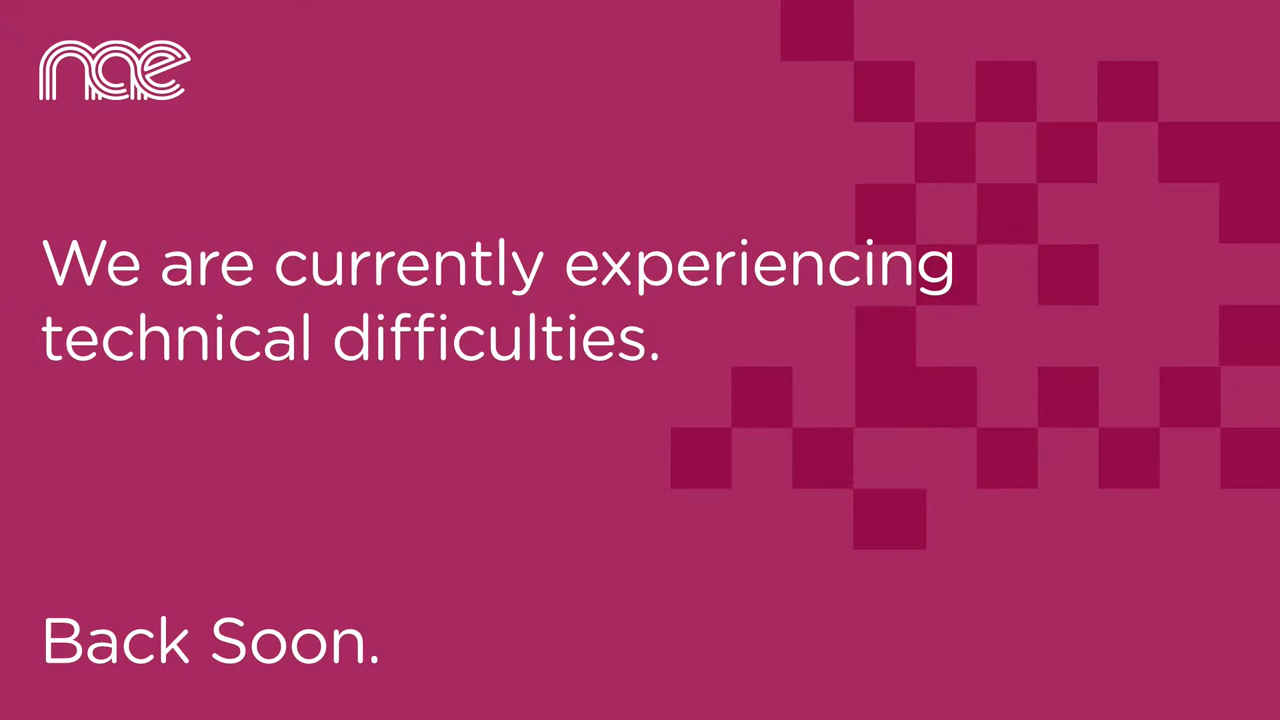 nae
We are currently experiencing
technical difficulties.
Back Soon.